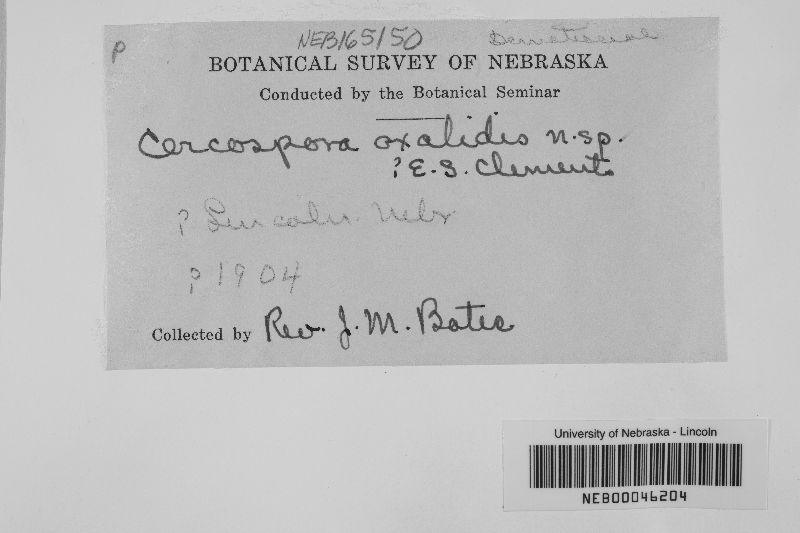 P NEB165150 Dematiaceae
BOTANICAL SURVEY OF NEBRASKA
Conducted by the Botanical Seminar
Cercospora oxalidis n.sp.
? E. S. Clements
? Lincoln. Nebr
? 1904
Collected by Rev. J. M. Bates
University of Nebraska - Lincoln
NEB00046204